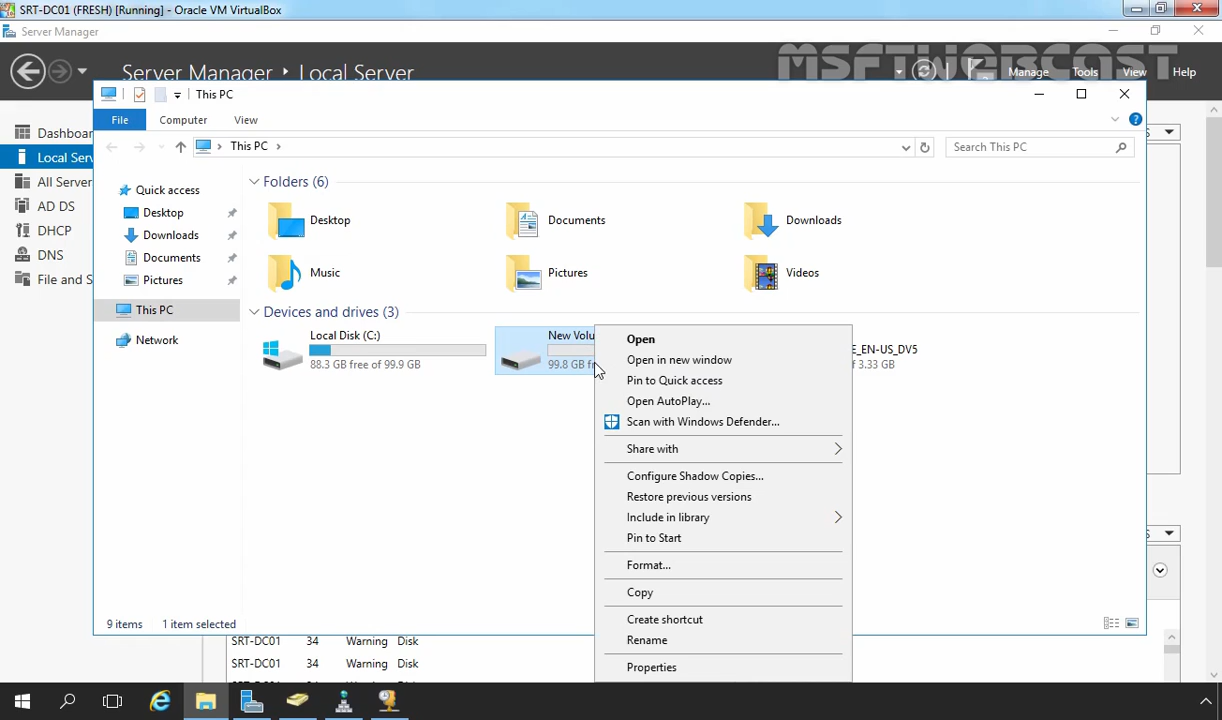 SRT-DC01 (FRESH) [Running] - Oracle VM VirtualBox
Server Manager
MSFTWEBCAST
Server Manager › Local Server
Manage Tools View Help
This PC
File Computer View
This PC
Search This PC
Dashboar
Local Serv
All Server
AD DS
DHCP
DNS
File and S
Quick access
Desktop
Downloads
Documents
Pictures
This PC
Network
Folders (6)
Desktop
Documents
Downloads
Music
Pictures
Videos
Devices and drives (3)
Local Disk (C:)
88.3 GB free of 99.9 GB
New Volu
99.8 GB fr
E_EN-US_DV5
of 3.33 GB
Open
Open in new window
Pin to Quick access
Open AutoPlay...
Scan with Windows Defender...
Share with
Configure Shadow Copies...
Restore previous versions
Include in library
Pin to Start
Format...
Copy
Create shortcut
Rename
Properties
9 items 1 item selected
SRT-DC01 34 Warning Disk
SRT-DC01 34 Warning Disk